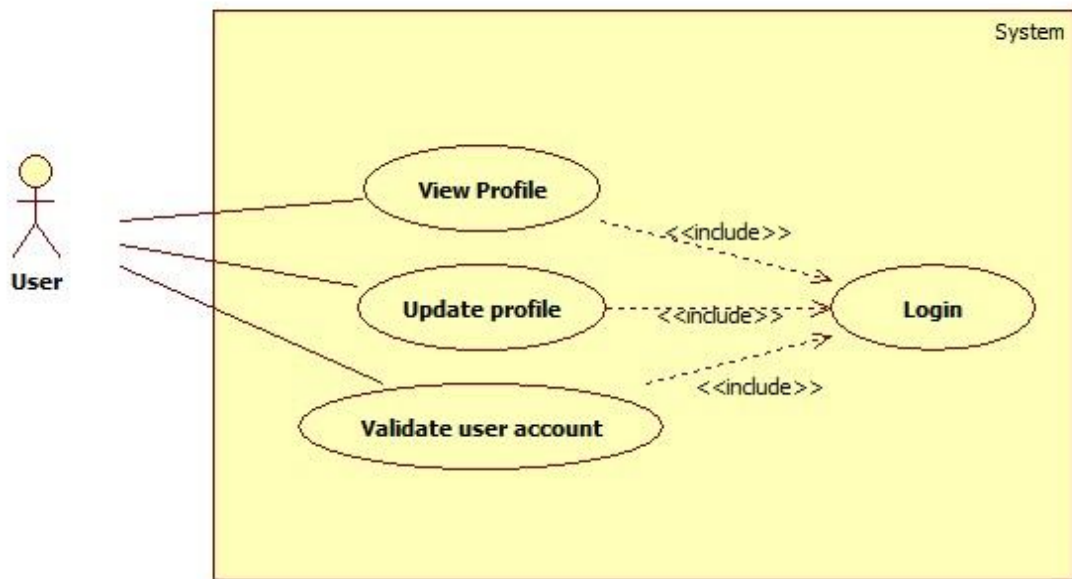 System
View Profile
<<include>>
User
Update profile
<<include>>
Login
<<include>>
Validate user account